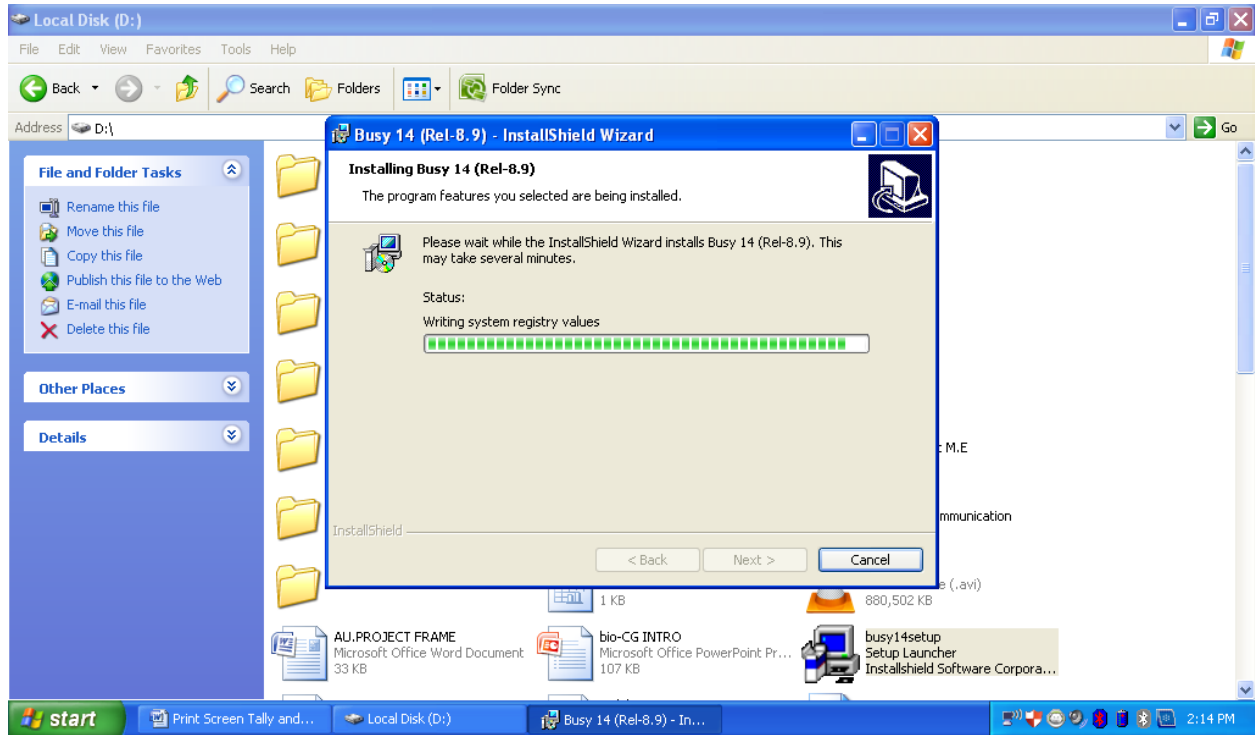 Local Disk (D:)
File Edit View Favorites Tools Help
Back Search Folders Folder Sync
Address D:\ Go
File and Folder Tasks
Rename this file
Move this file
Copy this file
Publish this file to the Web
E-mail this file
Delete this file
Other Places
Details
Busy 14 (Rel-8.9) - InstallShield Wizard
Installing Busy 14 (Rel-8.9)
The program features you selected are being installed.
Please wait while the InstallShield Wizard installs Busy 14 (Rel-8.9). This
may take several minutes.
Status:
Writing system registry values
InstallShield
< Back Next > Cancel
M.E
mmunication
(.avi)
1 KB
880,502 KB
AU.PROJECT FRAME
Microsoft Office Word Document
33 KB
bio-CG INTRO
Microsoft Office PowerPoint Pr...
107 KB
busy14setup
Setup Launcher
Installshield Software Corpora...
start Print Screen Tally and... Local Disk (D:) Busy 14 (Rel-8.9) - In... 2:14 PM